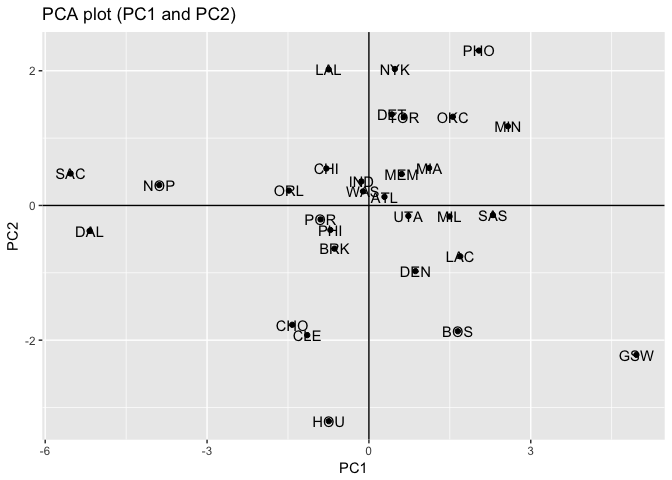 PCA plot (PC1 and PC2)
PHO
LAL NYK
2
DET TOR OKC MIN
SAC NOP ORL CHI IND WAS MEM MIA ATL
0
DAL POR PHI BRK UTA MIL SAS
PC2
DEN LAC
CHO CLE BOS
-2
GSW
HOU
-6 -3 0 3
PC1